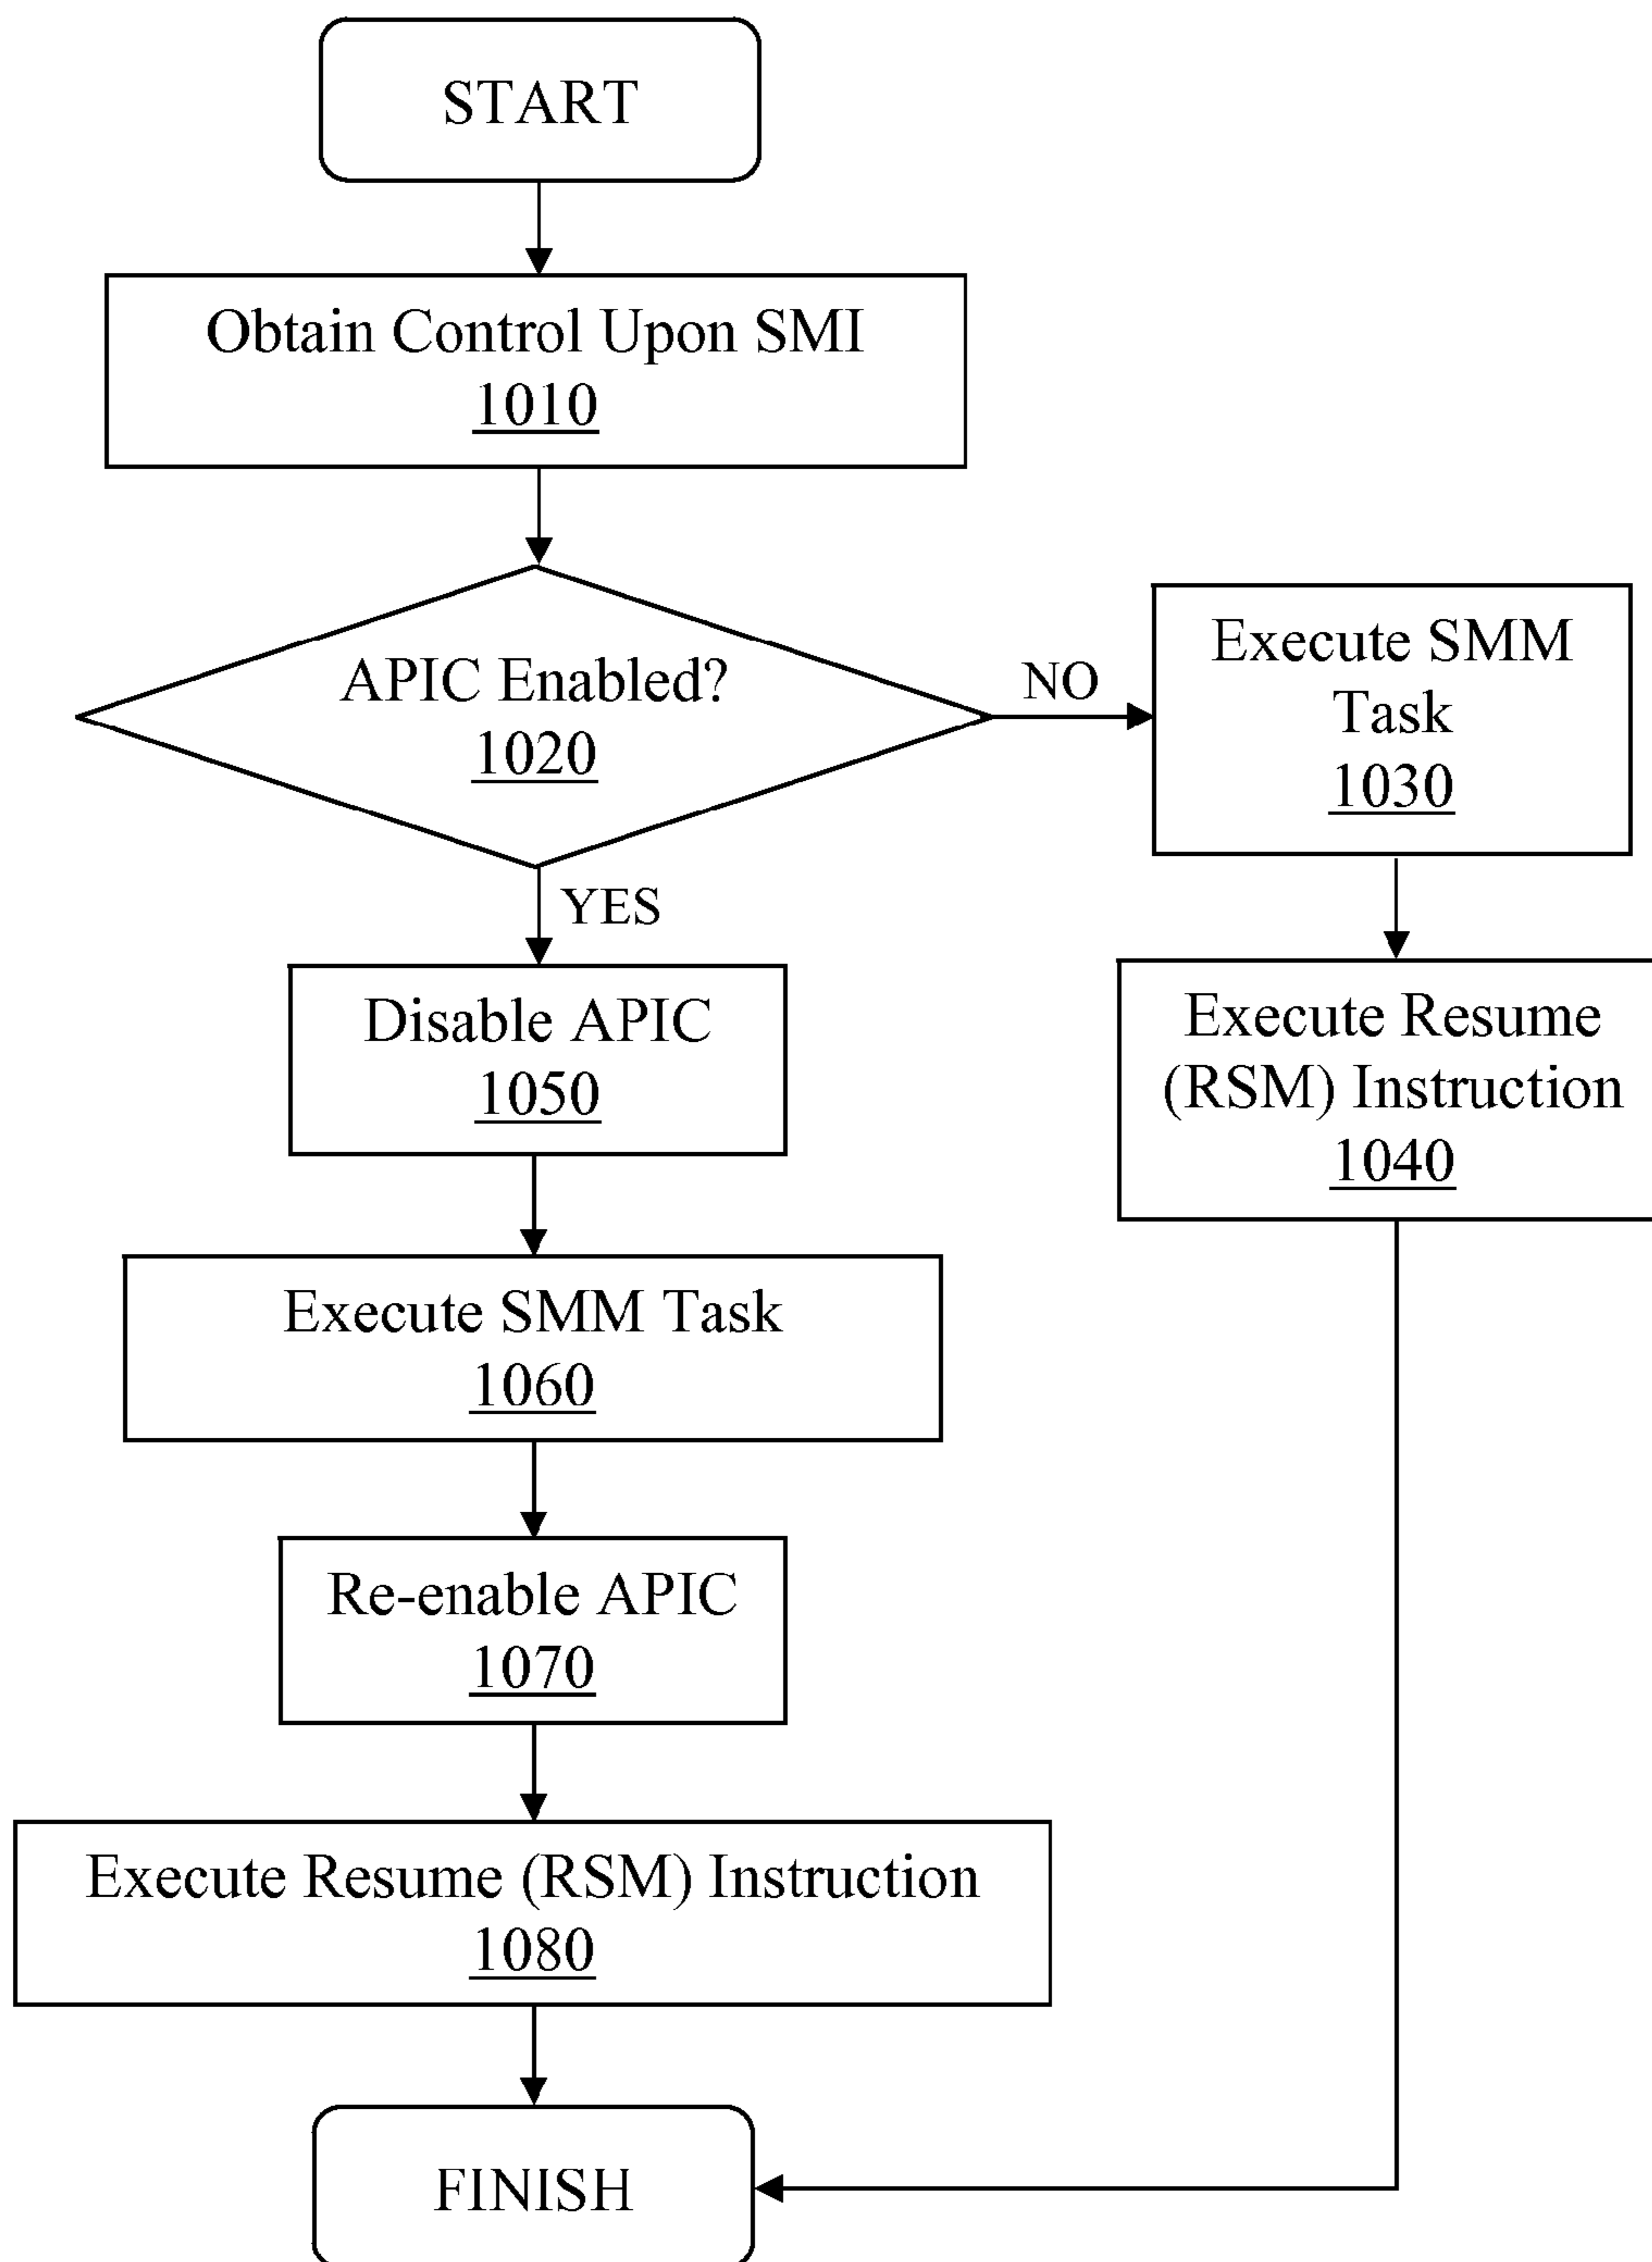 START
Obtain Control Upon SMI
1010
APIC Enabled?
1020
NO
Execute SMM
Task
1030
YES
Execute Resume
(RSM) Instruction
1040
Disable APIC
1050
Execute SMM Task
1060
Re-enable APIC
1070
Execute Resume (RSM) Instruction
1080
FINISH